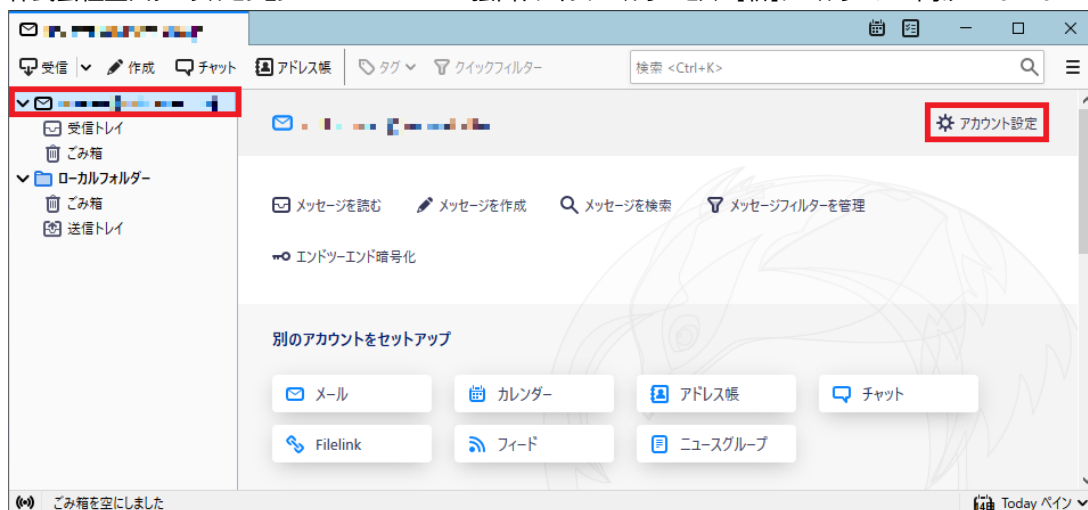 受信 作成 チャット アドレス帳 タグ クイックフィルター 検索 <Ctrl+K>
アカウント設定
受信トレイ
ごみ箱
ローカルフォルダー
ごみ箱
送信トレイ
メッセージを読む メッセージを作成 メッセージを検索 メッセージフィルターを管理
エンドツーエンド暗号化
別のアカウントをセットアップ
メール カレンダー アドレス帳 チャット
Filelink フィード ニュースグループ
ごみ箱を空にしました Today ペイン